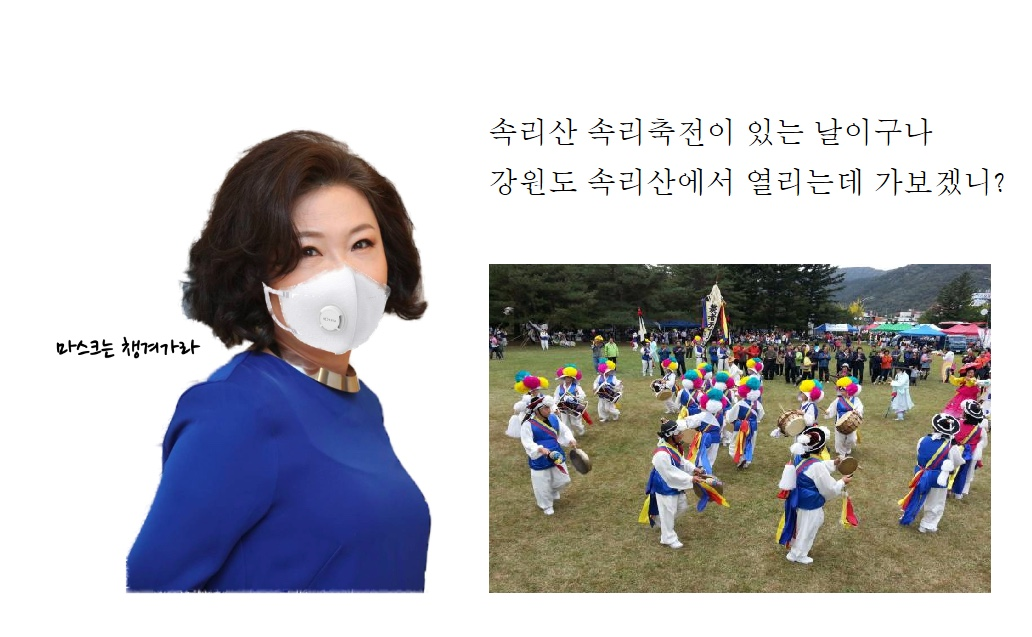 속리산 속리축전이 있는 날이구나
강원도 속리산에서 열리는데 가보겠니?
마스크는 챙겨가라